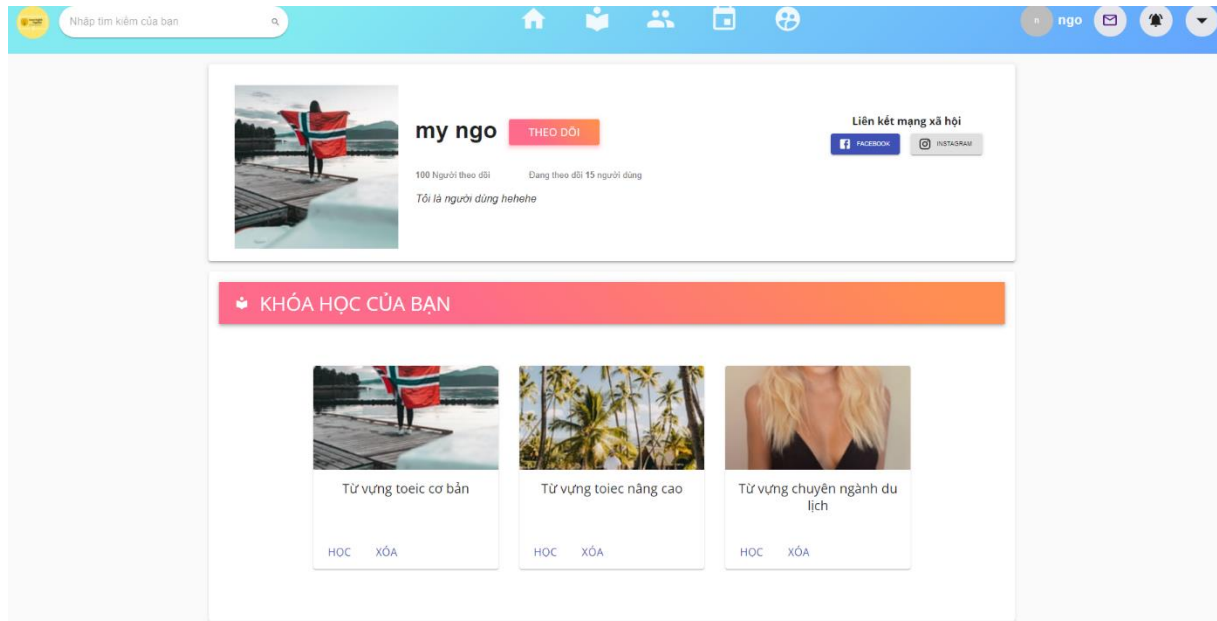 Nhập tìm kiếm của bạn
n ngo
my ngo THEO DÕI
Liên kết mạng xã hội
FACEBOOK INSTAGRAM
100 Người theo dõi Đang theo dõi 15 người dùng
Tôi là người dùng hehehe
KHÓA HỌC CỦA BẠN
Từ vựng toeic cơ bản
HỌC XÓA
Từ vựng toiec nâng cao
HỌC XÓA
Từ vựng chuyên ngành du
lịch
HỌC XÓA